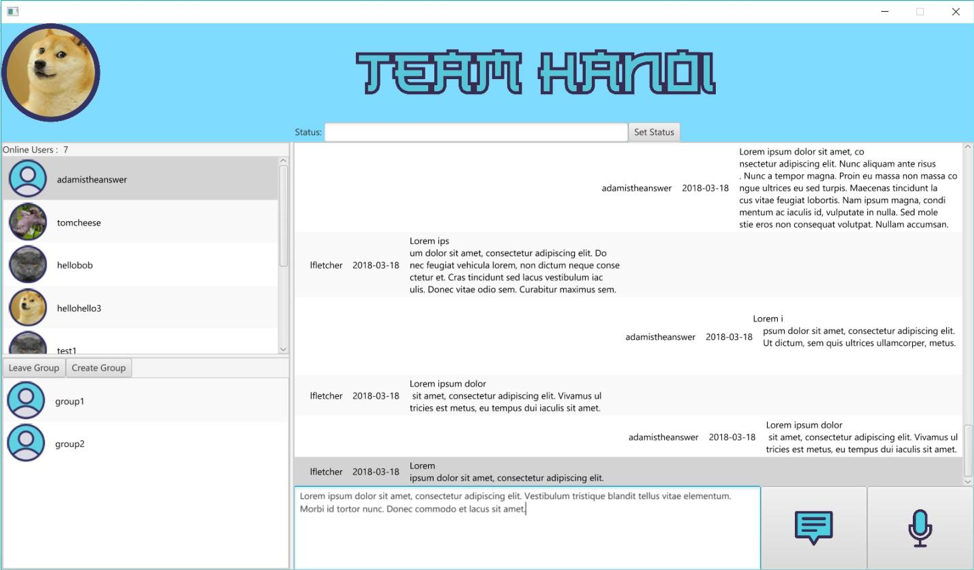 TEAM HANOI
Status:
Set Status
Online Users : 7
adamistheanswer
tomcheese
hellobob
hellohello3
test1
Leave Group
Create Group
group1
group2
Lorem ipsum dolor sit amet, co
nsectetur adipiscing elit. Nunc aliquam ante risus
. Nunc a tempor magna. Proin eu massa non massa co
adamistheanswer 2018-03-18 ngue ultrices eu sed turpis. Maecenas tincidunt la
cus vitae feugiat lobortis. Nam ipsum magna, condi
mentum ac iaculis id, vulputate in nulla. Sed mole
stie eros non consequat volutpat. Nullam accumsan.
Lorem ips
um dolor sit amet, consectetur adipiscing elit. Do
lfletcher 2018-03-18 nec feugiat vehicula lorem, non dictum neque conse
ctetur et. Cras tincidunt sed lacus vestibulum iac
ulis. Donec vitae odio sem. Curabitur maximus sem.
Lorem i
adamistheanswer 2018-03-18 psum dolor sit amet, consectetur adipiscing elit.
Ut dictum, sem quis ultrices ullamcorper, metus.
Lorem ipsum dolor
lfletcher 2018-03-18 sit amet, consectetur adipiscing elit. Vivamus ul
tricies est metus, eu tempus dui iaculis sit amet.
Lorem ipsum dolor
adamistheanswer 2018-03-18 sit amet, consectetur adipiscing elit. Vivamus ul
tricies est metus, eu tempus dui iaculis sit amet.
lfletcher 2018-03-18 Lorem
ipsum dolor sit amet, consectetur adipiscing elit.
Lorem ipsum dolor sit amet, consectetur adipiscing elit. Vestibulum tristique blandit tellus vitae elementum.
Morbi id tortor nunc. Donec commodo et lacus sit amet.